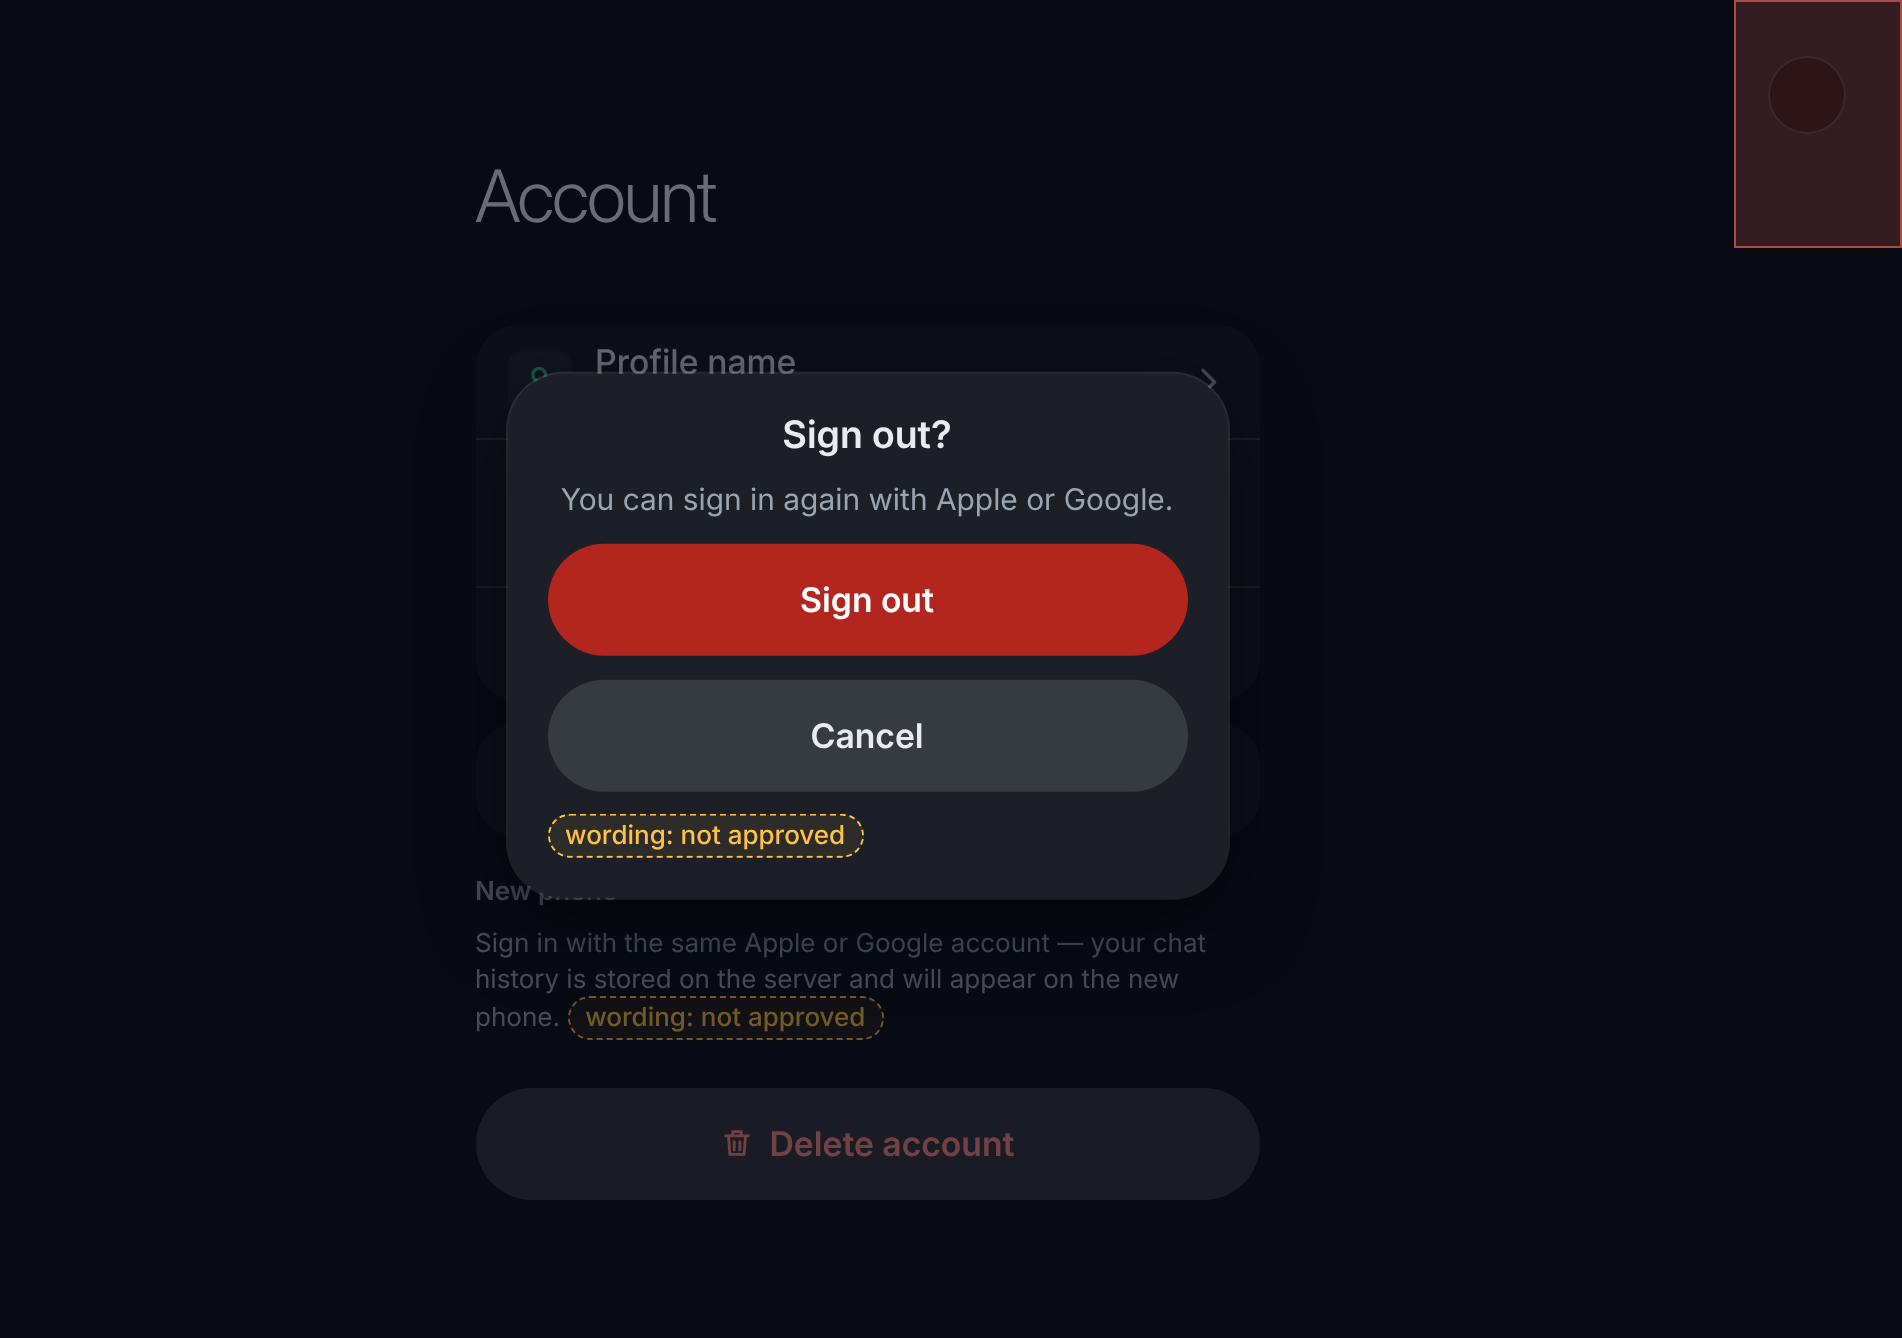 Account
Profile name
Sign out?
You can sign in again with Apple or Google.
Sign out
Cancel
wording: not approved
New
Sign in with the same Apple or Google account — your chat
history is stored on the server and will appear on the new
phone. wording: not approved
Delete account